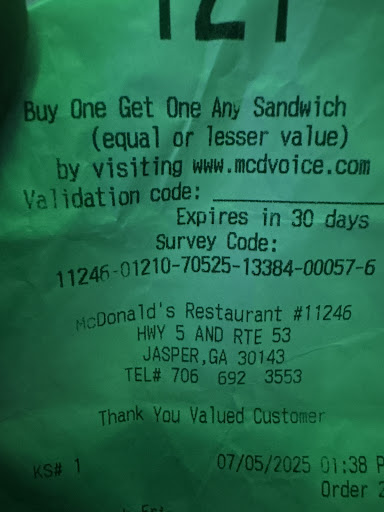 121
Buy One Get One Any Sandwich
(equal or lesser value)
by visiting www.mcdvoice.com
Validation code:
Expires in 30 days
Survey Code:
11246-01210-70525-13384-00057-6
McDonald's Restaurant #11246
HWY 5 AND RTE 53
JASPER,GA 30143
TEL# 706 692 3553
Thank You Valued Customer
KS# 1 07/05/2025 01:38 P
Order 2